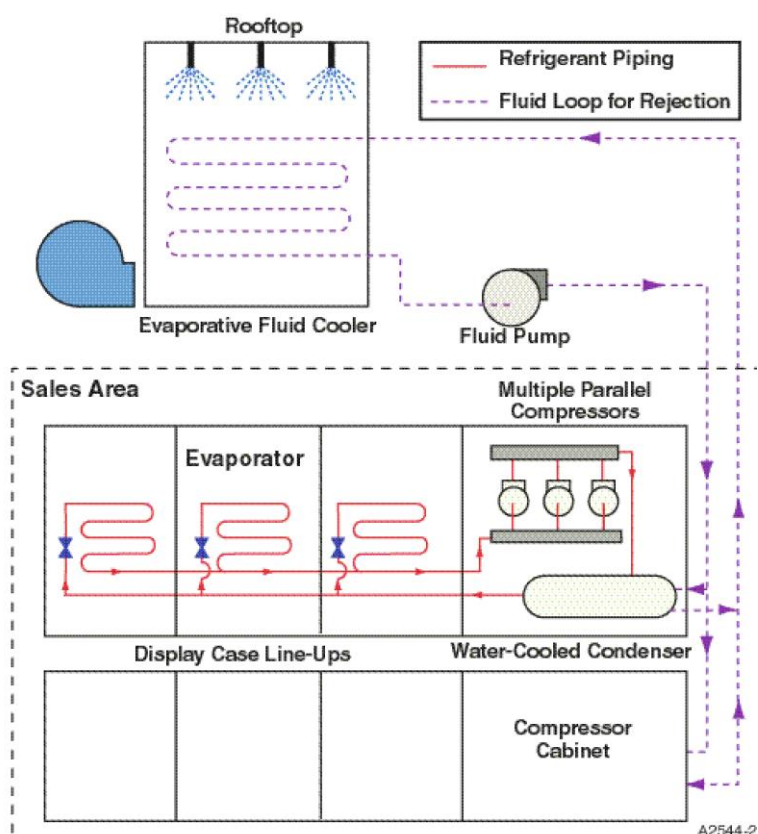 Rooftop
Refrigerant Piping
Fluid Loop for Rejection
Evaporative Fluid Cooler
Fluid Pump
Sales Area
Multiple Parallel
Compressors
Evaporator
Display Case Line-Ups
Water-Cooled Condenser
Compressor
Cabinet
A2544-2